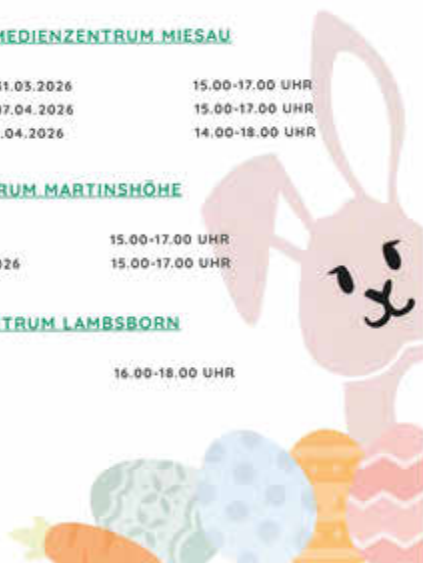 MEDIENZENTRUM MIESAU
31.03.2026 15.00-17.00 UHR
07.04.2026 15.00-17.00 UHR
.04.2026 14.00-18.00 UHR
RUM MARTINSHÖHE
15.00-17.00 UHR
026 15.00-17.00 UHR
TRUM LAMBSBORN
16.00-18.00 UHR